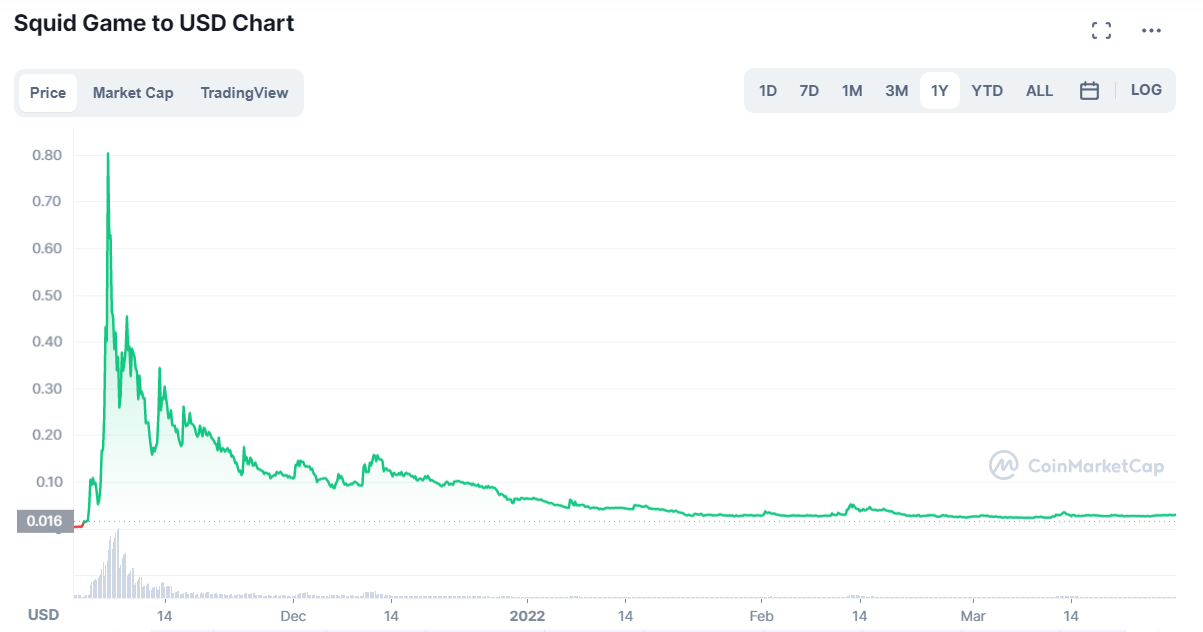 Squid Game to USD Chart
Price Market Cap TradingView
1D 7D 1M 3M 1Y YTD ALL LOG
0.80
0.70
0.60
0.50
0.40
0.30
0.20
0.10
0.016
CoinMarketCap
USD
14 Dec 14 2022 14 Feb 14 Mar 14